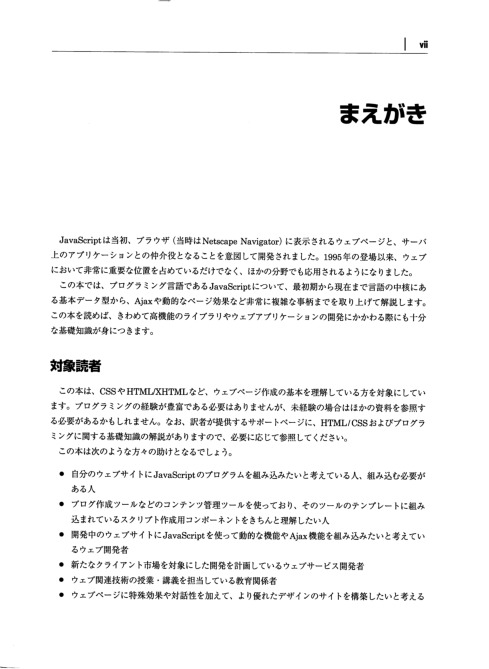 vii
まえがき
JavaScriptは当初、ブラウザ（当時はNetscape Navigator）に表示されるウェブページと、サーバ
上のアプリケーションとの仲介役となることを意図して開発されました。1995年の登場以来、ウェブ
において非常に重要な位置を占めているだけでなく、ほかの分野でも応用されるようになりました。
この本では、プログラミング言語であるJavaScriptについて、最初期から現在まで言語の中核にあ
る基本データ型から、Ajaxや動的なページ効果など非常に複雑な事柄までを取り上げて解説します。
この本を読めば、きわめて高機能のライブラリやウェブアプリケーションの開発にかかわる際にも十分
な基礎知識が身につきます。
対象読者
この本は、CSSやHTML/XHTMLなど、ウェブページ作成の基本を理解している方を対象にしてい
ます。プログラミングの経験が豊富である必要はありませんが、未経験の場合はほかの資料を参照す
る必要があるかもしれません。なお、訳者が提供するサポートページに、HTML/CSSおよびプログラ
ミングに関する基礎知識の解説がありますので、必要に応じて参照してください。
この本は次のような方々の助けとなるでしょう。
● 自分のウェブサイトにJavaScriptのプログラムを組み込みたいと考えている人、組み込む必要が
ある人
● ブログ作成ツールなどのコンテンツ管理ツールを使っており、そのツールのテンプレートに組み
込まれているスクリプト作成用コンポーネントをきちんと理解したい人
● 開発中のウェブサイトにJavaScriptを使って動的な機能やAjax機能を組み込みたいと考えてい
るウェブ開発者
● 新たなクライアント市場を対象にした開発を計画しているウェブサービス開発者
● ウェブ関連技術の授業・講義を担当している教育関係者
● ウェブページに特殊効果や対話性を加えて、より優れたデザインのサイトを構築したいと考える